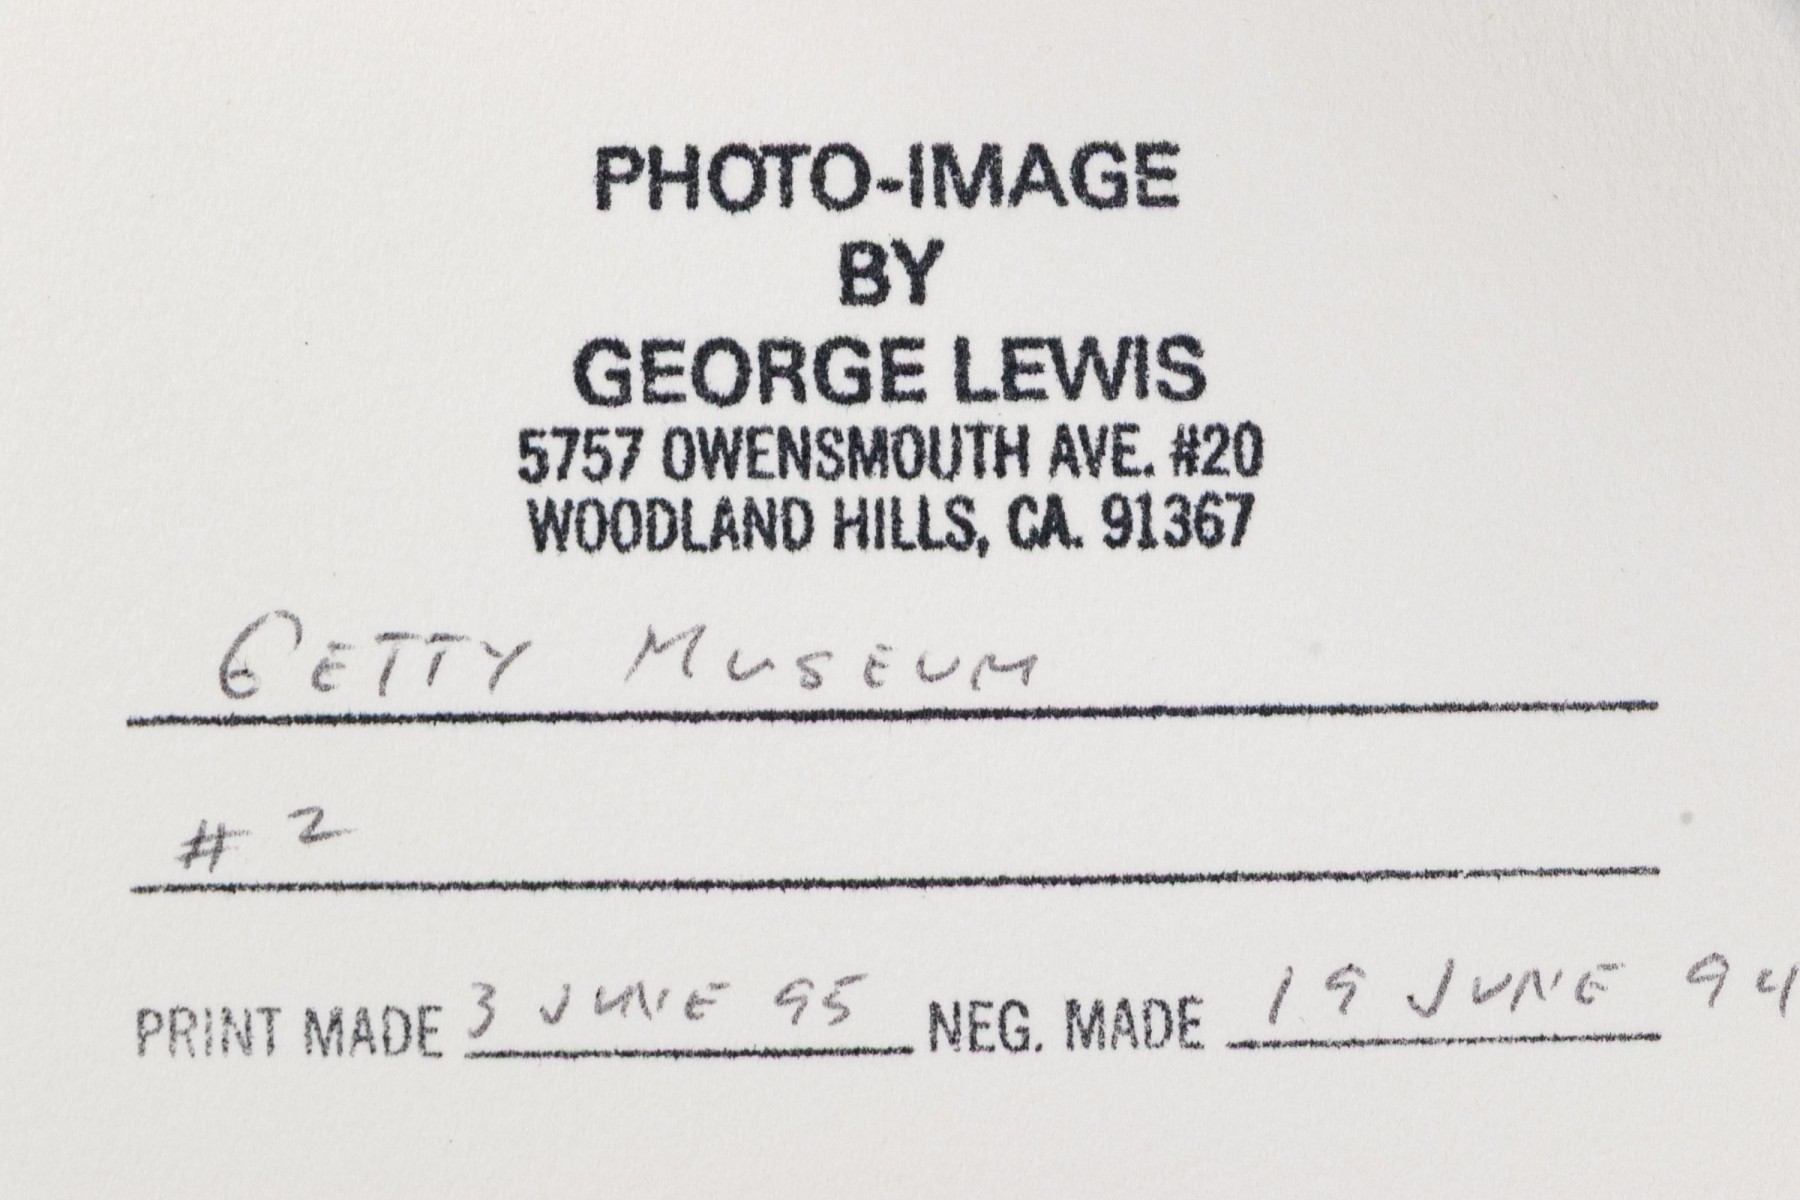 PHOTO-IMAGE
BY
GEORGE LEWIS
5757 OWENSMOUTH AVE. #20
WOODLAND HILLS, CA. 91367
GETTY MUSEUM
# 2
PRINT MADE 3 JUNE 95 NEG. MADE 19 JUNE 94